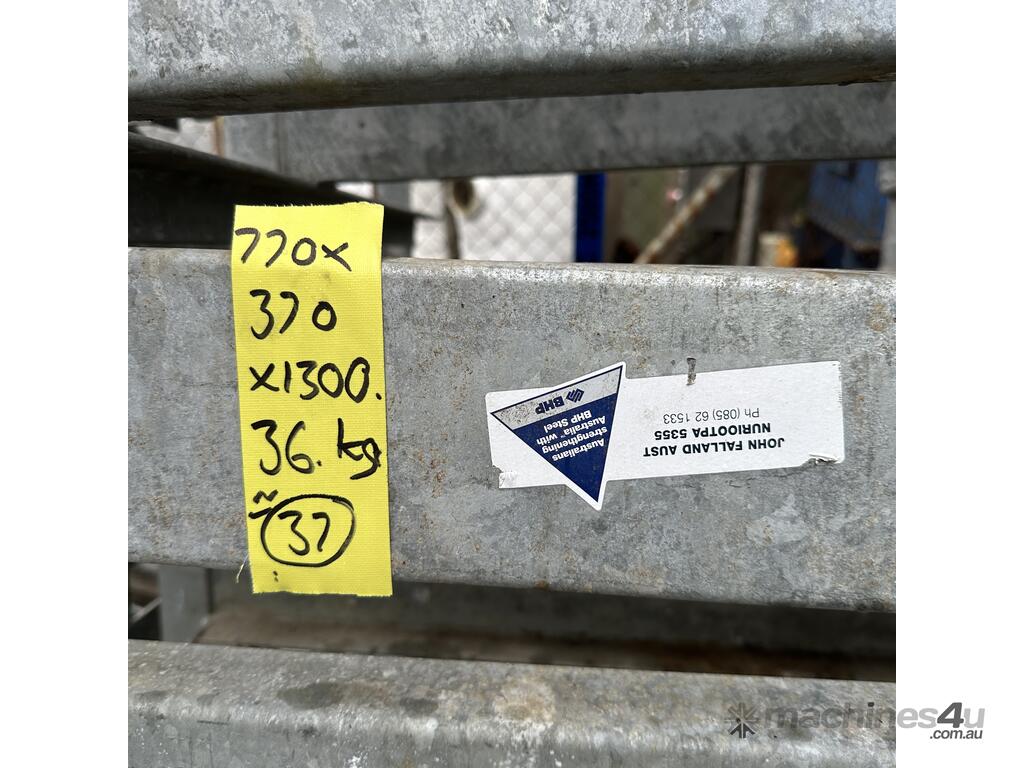 770x
370
x1300.
36.kg
≈ 37
BHP
Australians
strengthening
Australia with
BHP Steel
JOHN FALLAND AUST
NURIOOTPA 5355
Ph (085) 62 1533
machines4u
.com.au